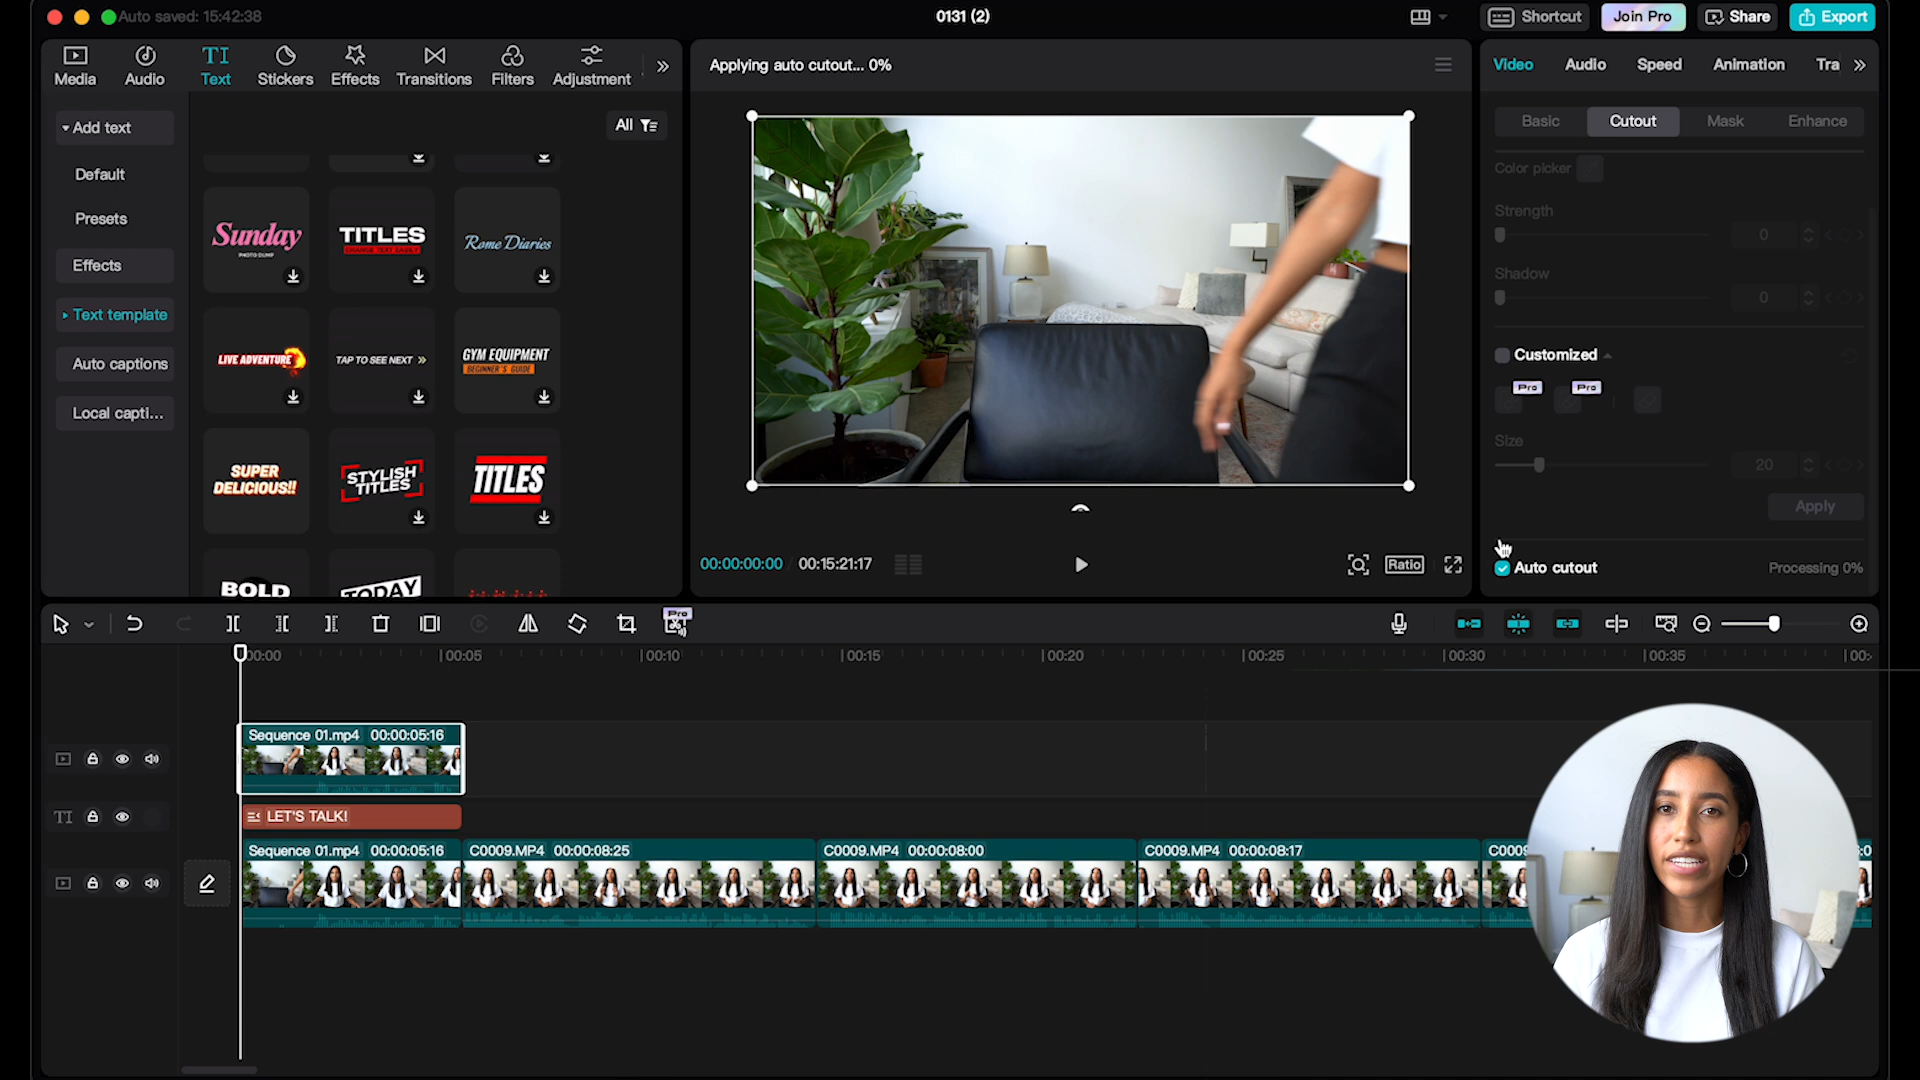 Auto saved: 15:42:38
0131 (2)
Shortcut
Join Pro
Share
Export
Media
Audio
TI
Text
Stickers
Effects
Transitions
Filters
Adjustment
Applying auto cutout... 0%
Video
Audio
Speed
Animation
Tra
Add text
Default
Presets
Effects
Text template
Auto captions
Local capti...
All
Sunday
PHOTO DUMP
TITLES
Rome Diaries
LIVE ADVENTURE
TAP TO SEE NEXT »
GYM EQUIPMENT
BEGINNER'S GUIDE
SUPER
DELICIOUS!!
STYLISH
TITLES
TITLES
BOLD
TODAY
00:00:00:00
00:15:21:17
Ratio
Basic
Cutout
Mask
Enhance
Color picker
Strength
0
Shadow
0
Customized
Pro
Pro
Size
20
Apply
Auto cutout
Processing 0%
Pro
00:00
00:05
00:10
00:15
00:20
00:25
00:30
00:35
00:
Sequence 01.mp4 00:00:05:16
TI
LET'S TALK!
Sequence 01.mp4 00:00:05:16
C0009.MP4 00:00:08:25
C0009.MP4 00:00:08:00
C0009.MP4 00:00:08:17
C0009